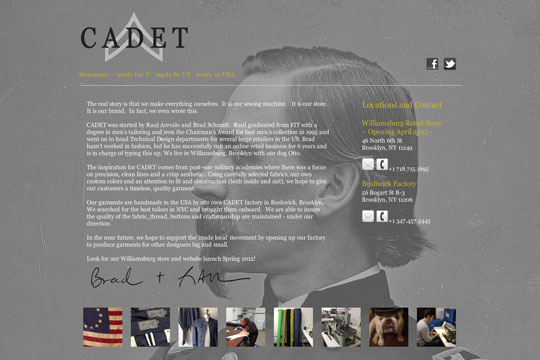 CADET
Menswear – made for U. made by US. made in USA.
The real story is that we make everything ourselves. It is our sewing machine. It is our store.
It is our brand. In fact, we even wrote this.
CADET was started by Raul Arevalo and Brad Schmidt. Raul graduated from FIT with a
degree in men's tailoring and won the Chairman's Award for best men's collection in 1995 and
went on to head Technical Design departments for several large retailers in the US. Brad
hasn't worked in fashion, but he has successfully run an online retail business for 6 years and
is in charge of typing this up. We live in Williamsburg, Brooklyn with our dog Otto.
The inspiration for CADET comes from post-war military academies where there was a focus
on precision, clean lines and a crisp aesthetic. Using carefully selected fabrics, our own
custom colors and an attention to fit and construction (both inside and out), we hope to give
our customers a timeless, quality garment.
Our garments are handmade in the USA by our own CADET factory in Bushwick, Brooklyn.
We searched for the best tailors in NYC and brought them onboard. We are able to insure
the quality of the fabric, thread, buttons and craftsmanship are maintained - under our
direction.
In the near future, we hope to support the 'made local' movement by opening up our factory
to produce garments for other designers big and small.
Look for our Williamsburg store and website launch Spring 2012!
Brad +
Locations and Contact
Williamsburg Retail Store
– Opening April 2012
46 North 6th St
Brooklyn, NY 11249
+1 718.715.1695
Bushwick Factory
56 Bogart St B-3
Brooklyn, NY 11206
+1 347.457.5445